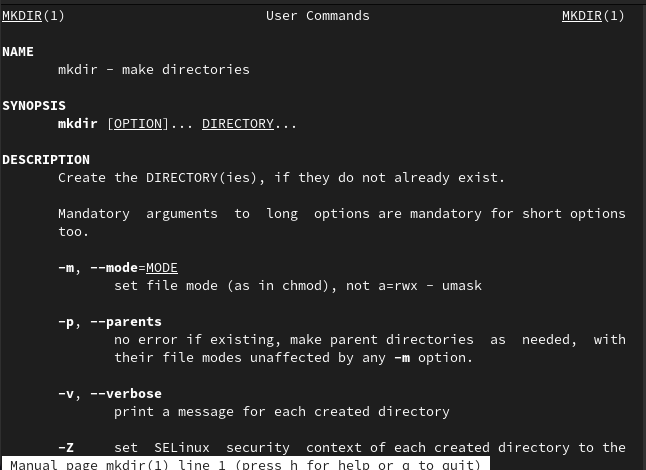 MKDIR(1) User Commands MKDIR(1)
NAME
mkdir - make directories
SYNOPSIS
mkdir [OPTION]... DIRECTORY...
DESCRIPTION
Create the DIRECTORY(ies), if they do not already exist.
Mandatory arguments to long options are mandatory for short options
too.
-m, --mode=MODE
set file mode (as in chmod), not a=rwx - umask
-p, --parents
no error if existing, make parent directories as needed, with
their file modes unaffected by any -m option.
-v, --verbose
print a message for each created directory
-Z set SELinux security context of each created directory to the
Manual page mkdir(1) line 1 (press h for help or q to quit)